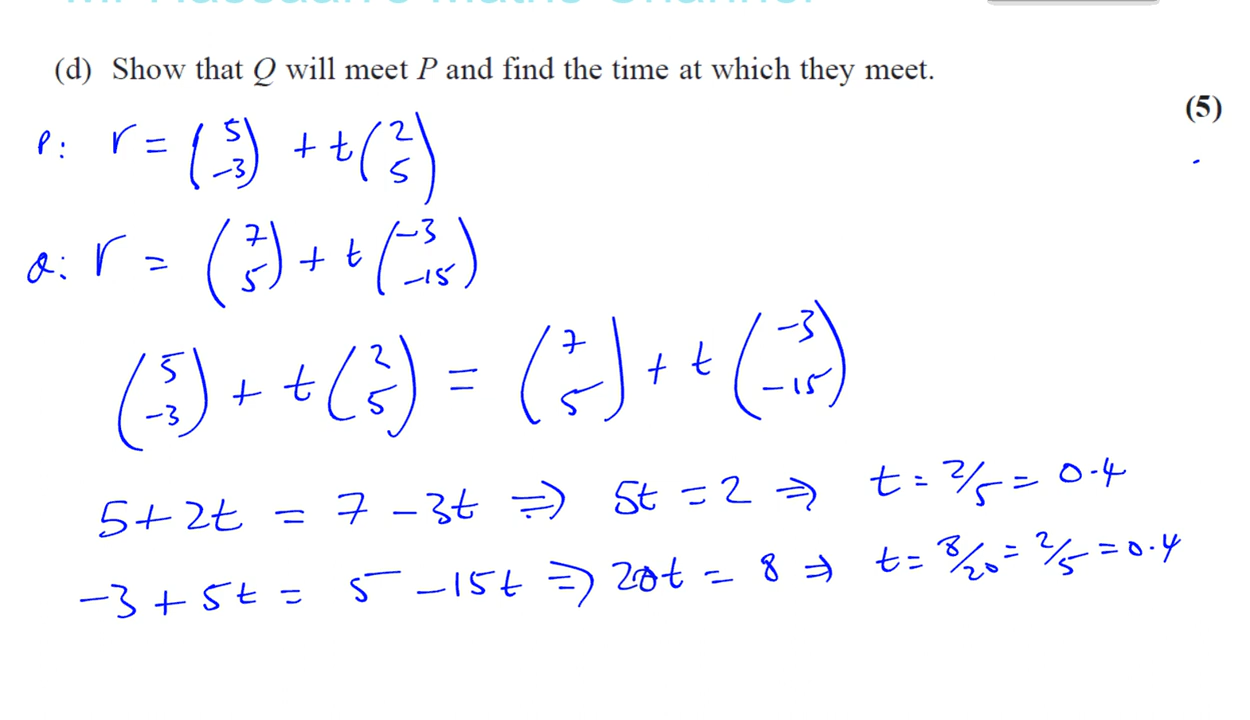 (d) Show that Q will meet P and find the time at which they meet.
(5)
P: r = (5 -3) + t(2 5)
Q: r = (7 5) + t(-3 -15)
(5 -3) + t(2 5) = (7 5) + t(-3 -15)
5+2t = 7 - 3t ⇒ 5t = 2 ⇒ t = 2/5 = 0.4
-3 + 5t = 5 - 15t ⇒ 20t = 8 ⇒ t = 8/20 = 2/5 = 0.4